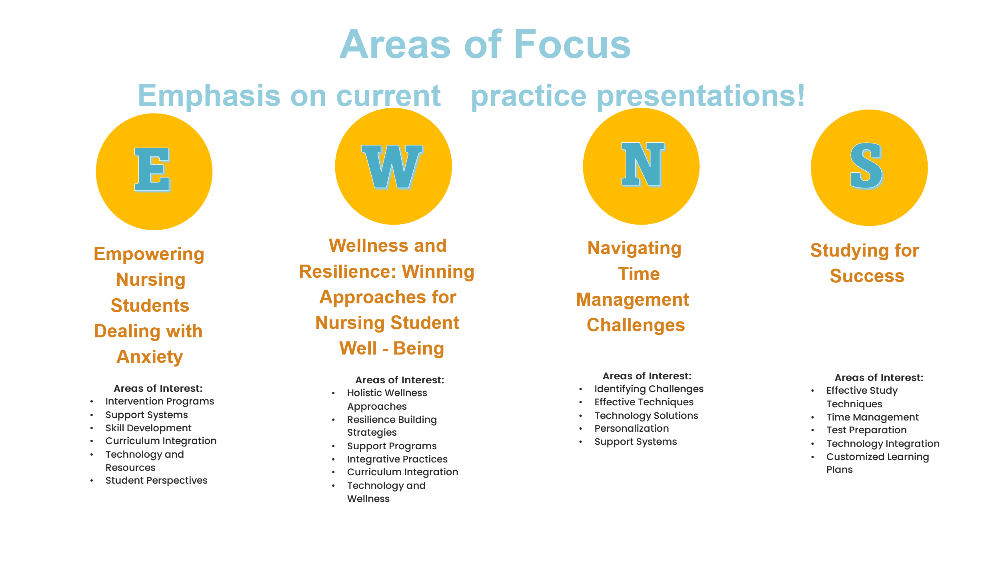 Areas of Focus
Emphasis on current practice presentations!
E
Empowering
Nursing
Students
Dealing with
Anxiety
Areas of Interest:
• Intervention Programs
• Support Systems
• Skill Development
• Curriculum Integration
• Technology and
Resources
• Student Perspectives
W
Wellness and
Resilience: Winning
Approaches for
Nursing Student
Well - Being
Areas of Interest:
• Holistic Wellness
Approaches
• Resilience Building
Strategies
• Support Programs
• Integrative Practices
• Curriculum Integration
• Technology and
Wellness
N
Navigating
Time
Management
Challenges
Areas of Interest:
• Identifying Challenges
• Effective Techniques
• Technology Solutions
• Personalization
• Support Systems
S
Studying for
Success
Areas of Interest:
• Effective Study
Techniques
• Time Management
• Test Preparation
• Technology Integration
• Customized Learning
Plans